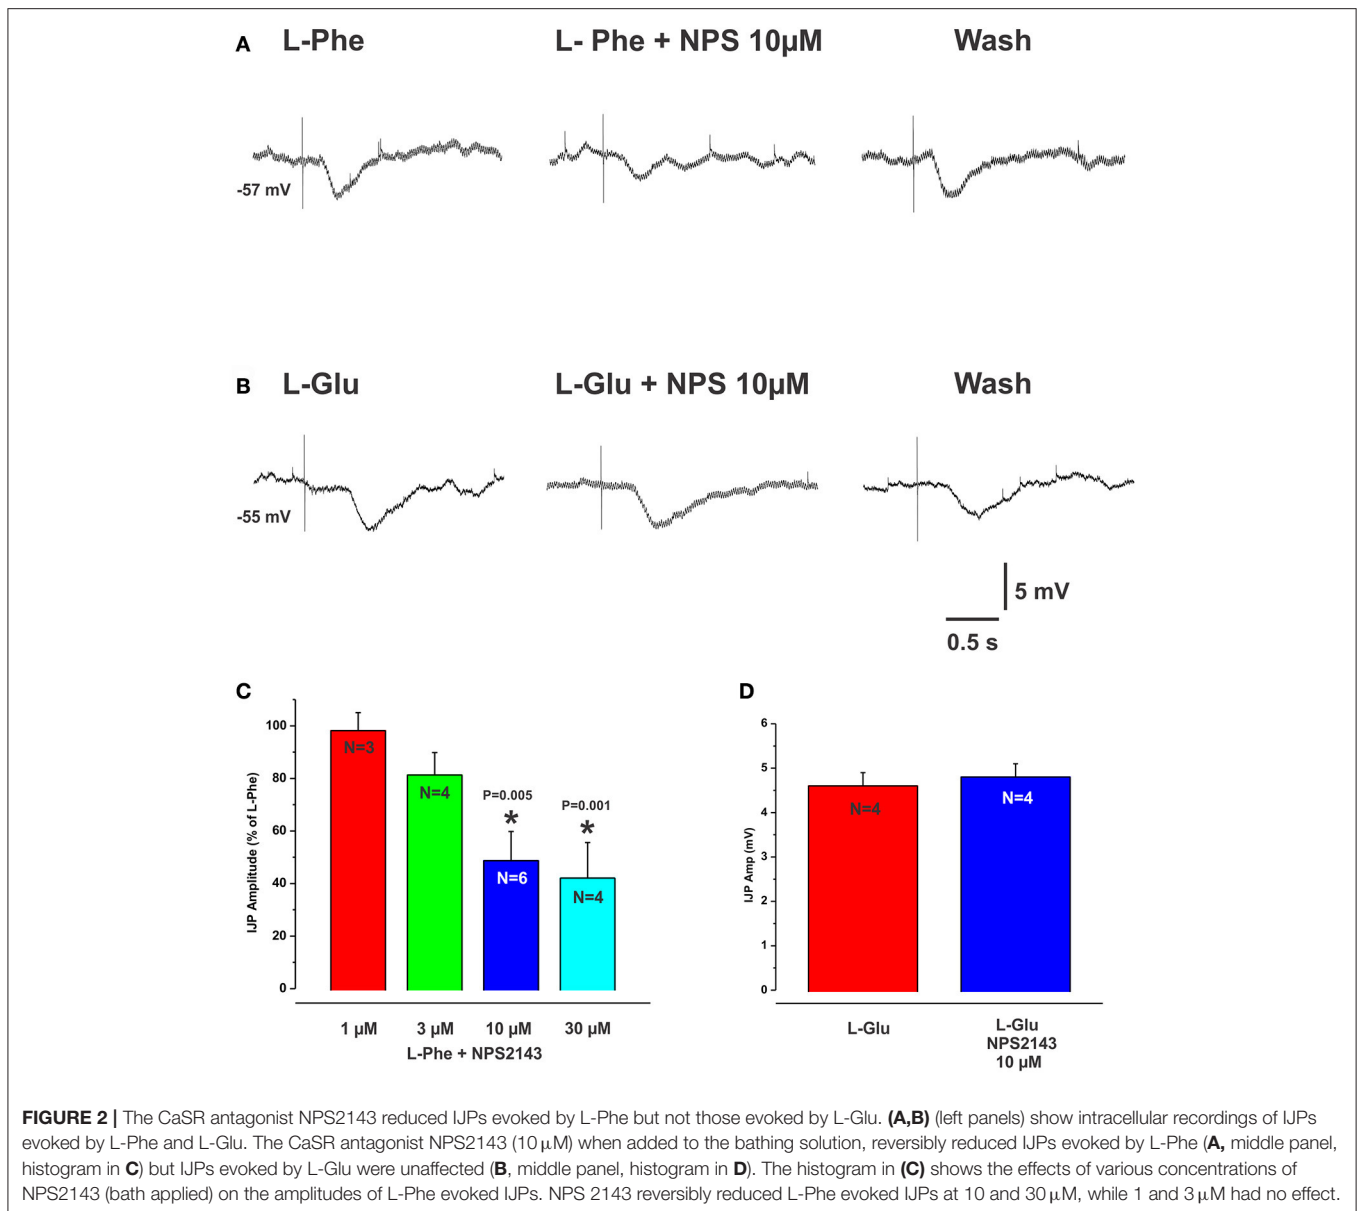 A L-Phe L- Phe + NPS 10µM Wash
-57 mV
B L-Glu L-Glu + NPS 10µM Wash
-55 mV
5 mV
0.5 s
C
IJP Amplitude (% of L-Phe)
100
80
60
40
20
0
N=3
N=4
P=0.005
*
N=6
P=0.001
*
N=4
1 µM 3 µM 10 µM 30 µM
L-Phe + NPS2143
D
IJP Amp (mV)
6
5
4
3
2
1
0
N=4
N=4
L-Glu
L-Glu
NPS2143
10 µM
FIGURE 2 | The CaSR antagonist NPS2143 reduced IJPs evoked by L-Phe but not those evoked by L-Glu. (A,B) (left panels) show intracellular recordings of IJPs
evoked by L-Phe and L-Glu. The CaSR antagonist NPS2143 (10 µM) when added to the bathing solution, reversibly reduced IJPs evoked by L-Phe (A, middle panel,
histogram in C) but IJPs evoked by L-Glu were unaffected (B, middle panel, histogram in D). The histogram in (C) shows the effects of various concentrations of
NPS2143 (bath applied) on the amplitudes of L-Phe evoked IJPs. NPS 2143 reversibly reduced L-Phe evoked IJPs at 10 and 30 µM, while 1 and 3 µM had no effect.